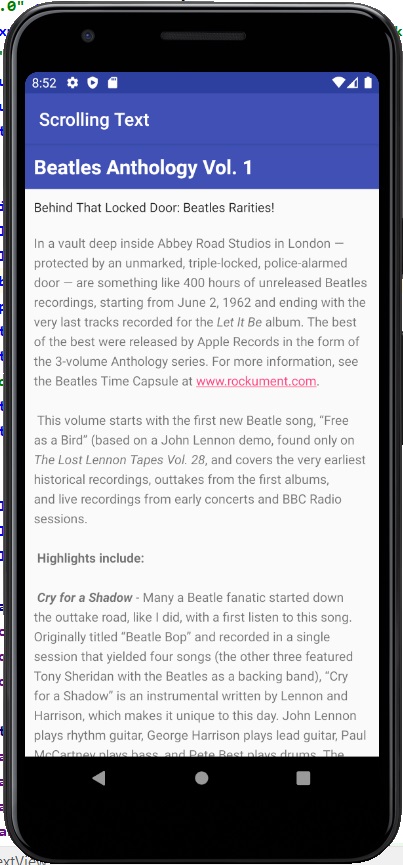 .0"
8:52
Scrolling Text
Beatles Anthology Vol. 1
Behind That Locked Door: Beatles Rarities!
In a vault deep inside Abbey Road Studios in London —
protected by an unmarked, triple-locked, police-alarmed
door — are something like 400 hours of unreleased Beatles
recordings, starting from June 2, 1962 and ending with the
very last tracks recorded for the Let It Be album. The best
of the best were released by Apple Records in the form of
the 3-volume Anthology series. For more information, see
the Beatles Time Capsule at www.rockument.com.
This volume starts with the first new Beatle song, “Free
as a Bird” (based on a John Lennon demo, found only on
The Lost Lennon Tapes Vol. 28, and covers the very earliest
historical recordings, outtakes from the first albums,
and live recordings from early concerts and BBC Radio
sessions.
Highlights include:
Cry for a Shadow - Many a Beatle fanatic started down
the outtake road, like I did, with a first listen to this song.
Originally titled “Beatle Bop” and recorded in a single
session that yielded four songs (the other three featured
Tony Sheridan with the Beatles as a backing band), “Cry
for a Shadow” is an instrumental written by Lennon and
Harrison, which makes it unique to this day. John Lennon
plays rhythm guitar, George Harrison plays lead guitar, Paul
McCartney plays bass, and Pete Best plays drums. The
extView